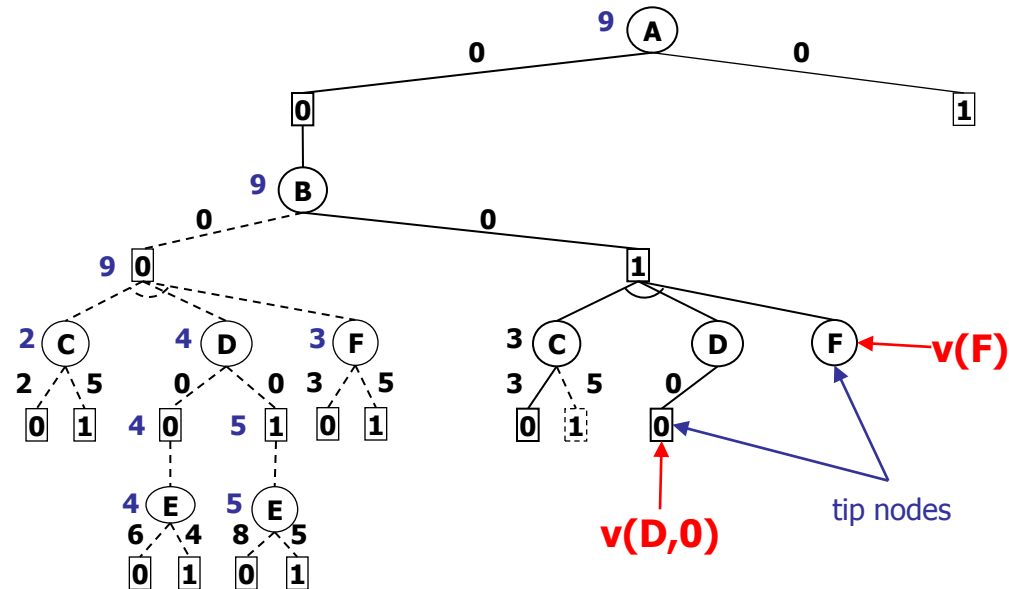 9 A
0 0
0 1
9 B
0 0
9 0 1
2 C 4 D 3 F 3 C D F v(F)
2 5 0 0 3 5 3 5 0
0 1 4 0 5 1 0 1 0 1 0
4 E 5 E tip nodes
6 4 8 5 v(D,0)
0 1 0 1